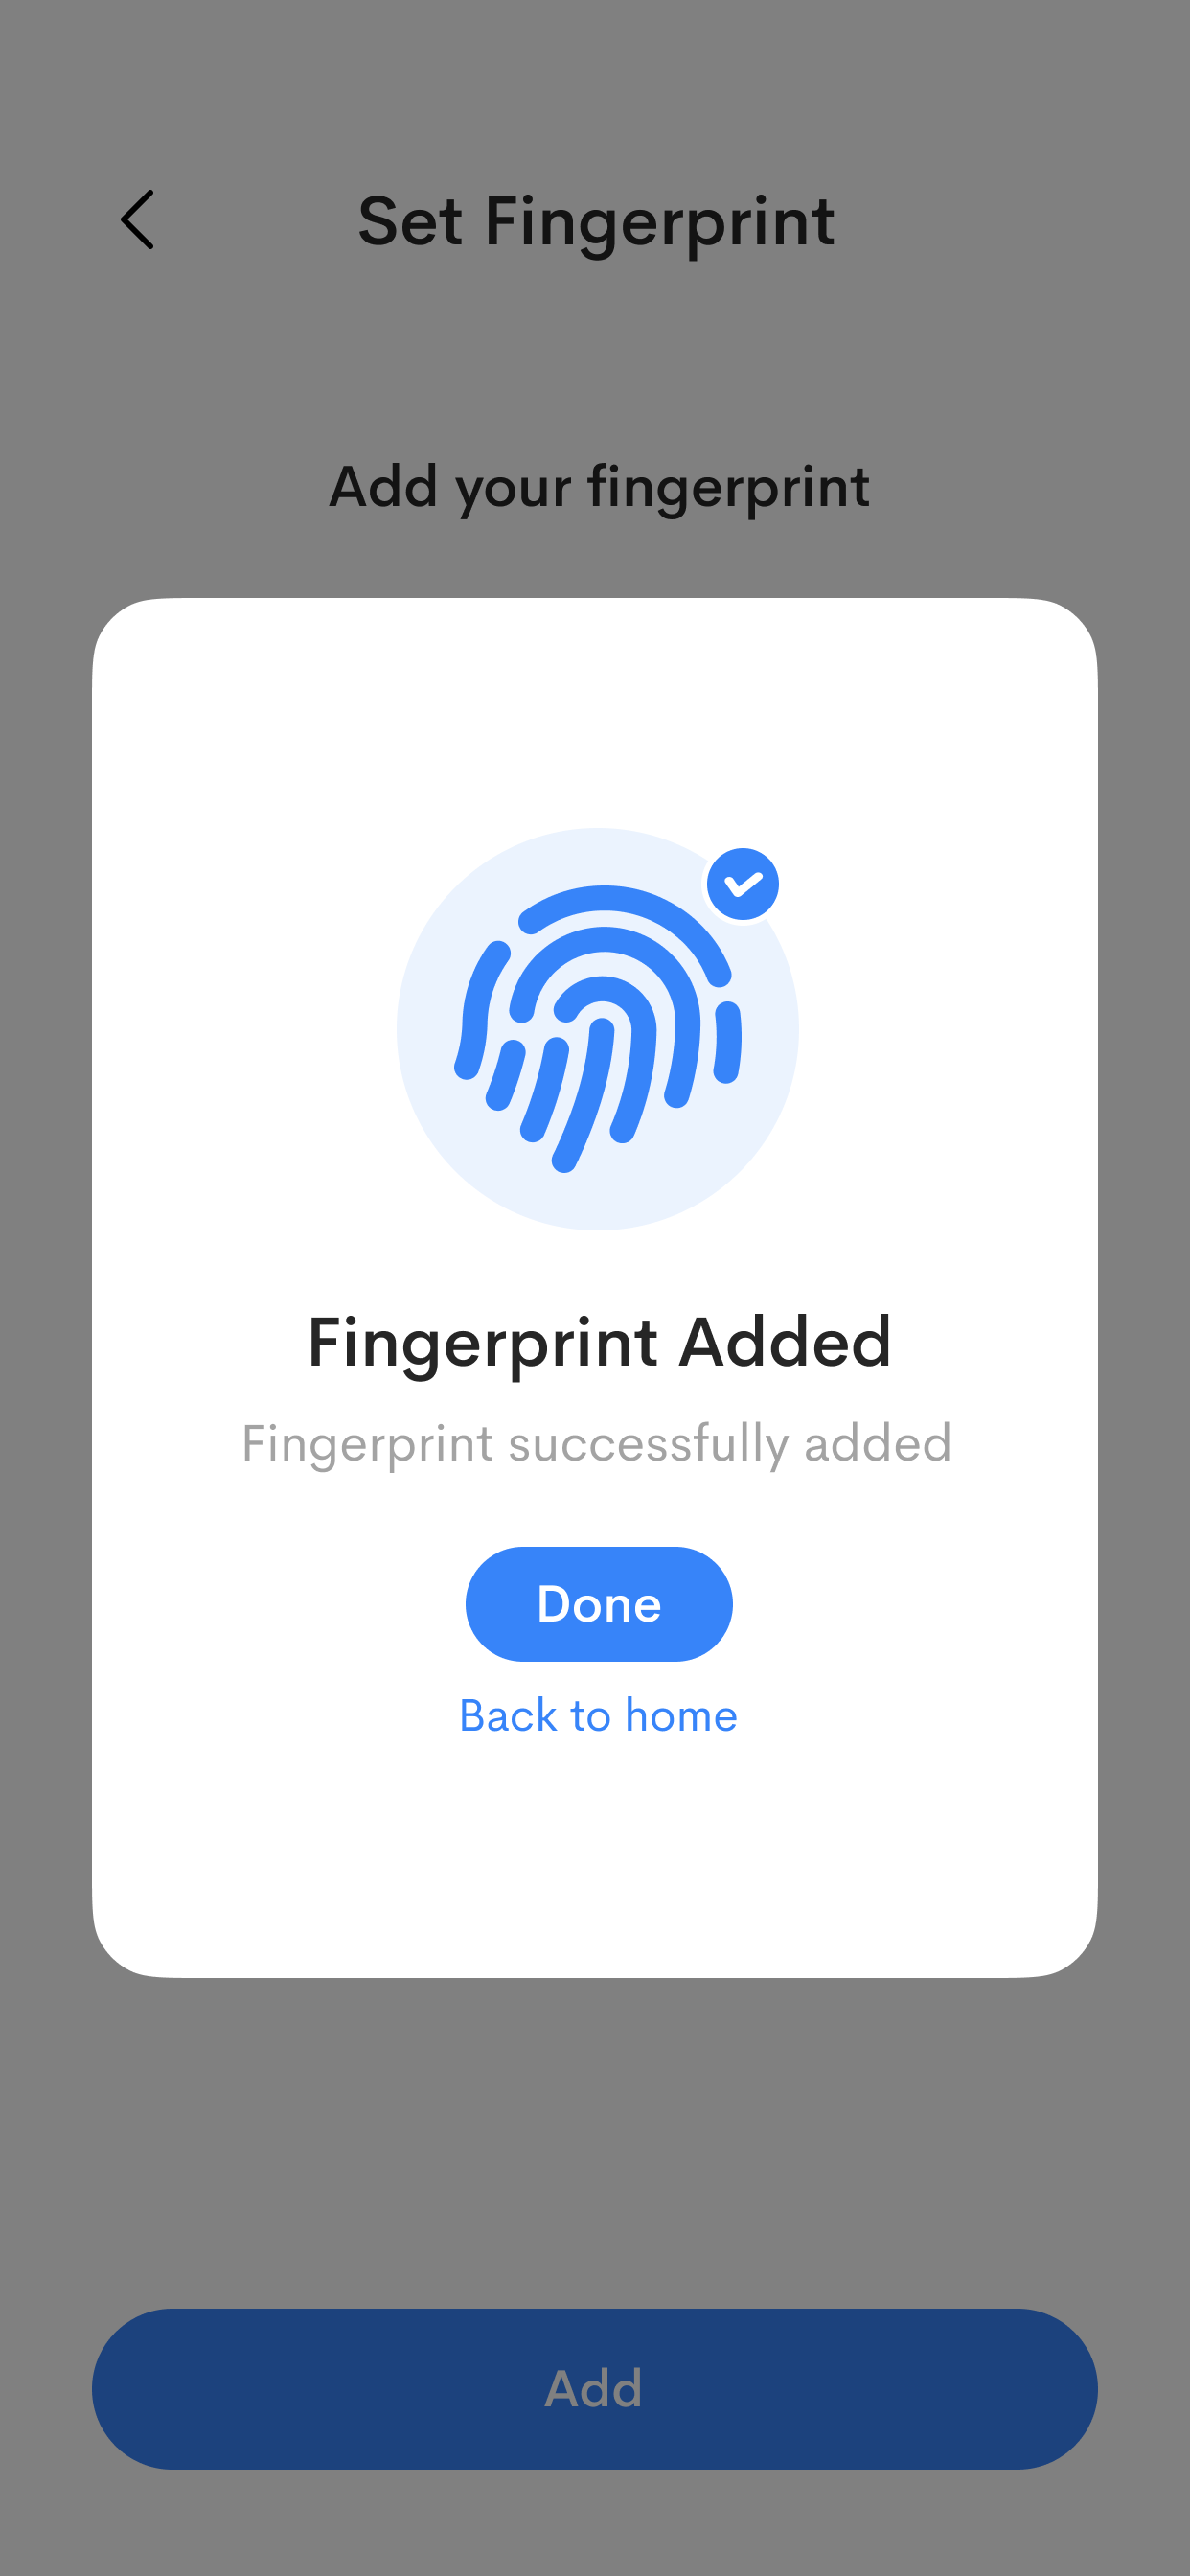 Set Fingerprint
Add your fingerprint
Fingerprint Added
Fingerprint successfully added
Done
Back to home
Add